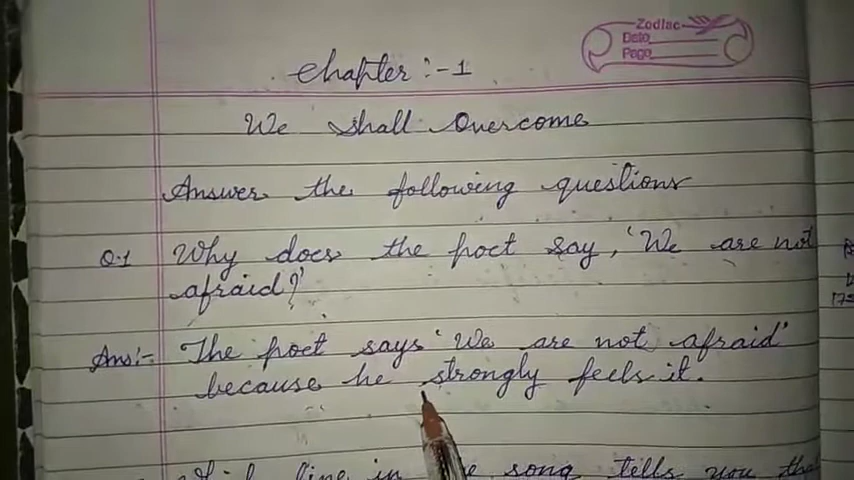 Zodiac
Date
Page
Chapter :- 1
We shall Overcome
Answer the following questions
Q.1 Why does the poet say, 'We are not
afraid?'
Ans:- The poet says 'We are not afraid'
because he strongly feels it.
line in song tells you